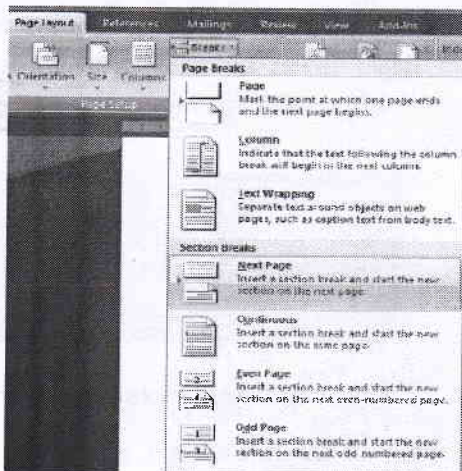 Page Layout References Mailings Review View Add-Ins
Breaks
Orientation Size Columns
Page Setup
Page Breaks
Page
Mark the point at which one page ends
and the next page begins.
Column
Indicate that the text following the column
break will begin in the next column.
Text Wrapping
Separate text around objects on web
pages, such as caption text from body text.
Section Breaks
Next Page
Insert a section break and start the new
section on the next page.
Continuous
Insert a section break and start the new
section on the same page.
Even Page
Insert a section break and start the new
section on the next even-numbered page.
Odd Page
Insert a section break and start the new
section on the next odd-numbered page.